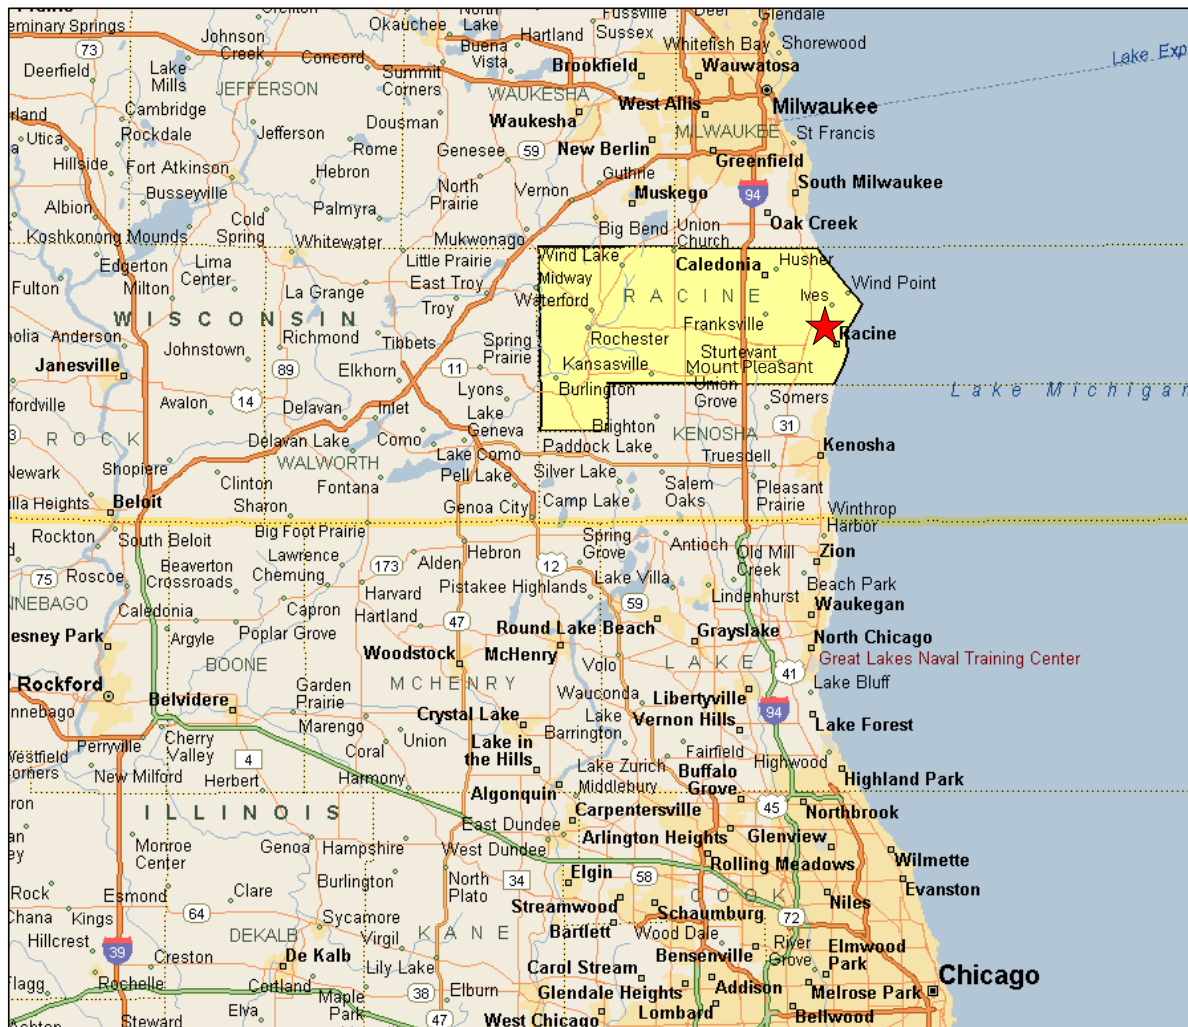 Glendale
Fussville
Okauchee
North
Lake
Hartland
Sussex
Whitefish Bay
Shorewood
Johnson
Creek
Buena
Vista
73
Concord
Lake Exp
Brookfield
Wauwatosa
Deerfield
Lake
Mills
Summit
Corners
JEFFERSON
WAUKESHA
West Allis
Milwaukee
Cambridge
Waukesha
Dousman
MILWAUKEE
St Francis
Rockdale
Jefferson
Utica
Rome
Genesee
59
New Berlin
Greenfield
Hillside
Fort Atkinson
Hebron
Guthrie
South Milwaukee
Busseyville
North
Prairie
Vernon
Muskego
94
Albion
Palmyra
Cold
Spring
Big Bend
Union
Church
Oak Creek
Koshkonong Mounds
Whitewater
Mukwonago
Edgerton
Lima
Center
Little Prairie
Wind Lake
Caledonia
Husher
Milton
East Troy
Midway
Wind Point
Fulton
La Grange
Troy
Waterford
RACINE
Ives
WISCONSIN
Franksville
Anderson
Richmond
Tibbets
Spring
Prairie
Rochester
Racine
Johnstown
Sturtevant
Janesville
89
Elkhorn
11
Kansasville
Mount Pleasant
Lyons
Burlington
Union
Grove
Lake Michigan
14
Avalon
Delavan
Inlet
Lake
Geneva
Somers
ROCK
Delavan Lake
Como
Brighton
KENOSHA
31
Kenosha
Lake Como
Paddock Lake
Truesdell
Shopiere
WALWORTH
Pell Lake
Silver Lake
Clinton
Fontana
Salem
Oaks
Pleasant
Prairie
Beloit
Sharon
Genoa City
Camp Lake
Winthrop
Harbor
Rockton
South Beloit
Big Foot Prairie
Spring
Grove
Antioch
Old Mill
Creek
Zion
Lawrence
Hebron
75
Roscoe
Beaverton
Crossroads
Chemung
173
Alden
12
Lake Villa
Beach Park
Harvard
Pistakee Highlands
Lindenhurst
NNEBAGO
Caledonia
Capron
Hartland
59
Waukegan
47
esney Park
Argyle
Poplar Grove
Round Lake Beach
Grayslake
North Chicago
BOONE
Woodstock
McHenry
Volo
LAKE
Great Lakes Naval Training Center
41
Rockford
Garden
Prairie
MCHENRY
Wauconda
Libertyville
Lake Bluff
Belvidere
94
nnebago
Marengo
Crystal Lake
Lake
Barrington
Vernon Hills
Lake Forest
Perryville
Cherry
Valley
Union
Coral
Lake in
the Hills
Fairfield
Highwood
New Milford
4
Herbert
Harmony
Lake Zurich
Middlebury
Buffalo
Grove
Highland Park
Algonquin
45
ILLINOIS
Carpentersville
Northbrook
East Dundee
Arlington Heights
Glenview
Monroe
Center
Genoa
Hampshire
West Dundee
Rolling Meadows
Wilmette
Elgin
Rock
Esmond
Clare
Burlington
North
Plato
34
58
COOK
Evanston
Niles
Kings
64
Sycamore
Streamwood
Schaumburg
72
Hillcrest
DEKALB
Virgil
KANE
Bartlett
Wood Dale
River
Grove
Elmwood
Park
39
Creston
De Kalb
Lily Lake
Bensenville
Carol Stream
Chicago
Rochelle
Cortland
Maple
Park
38
Elburn
Glendale Heights
Addison
Melrose Park
Steward
Elva
47
West Chicago
Lombard
Bellwood